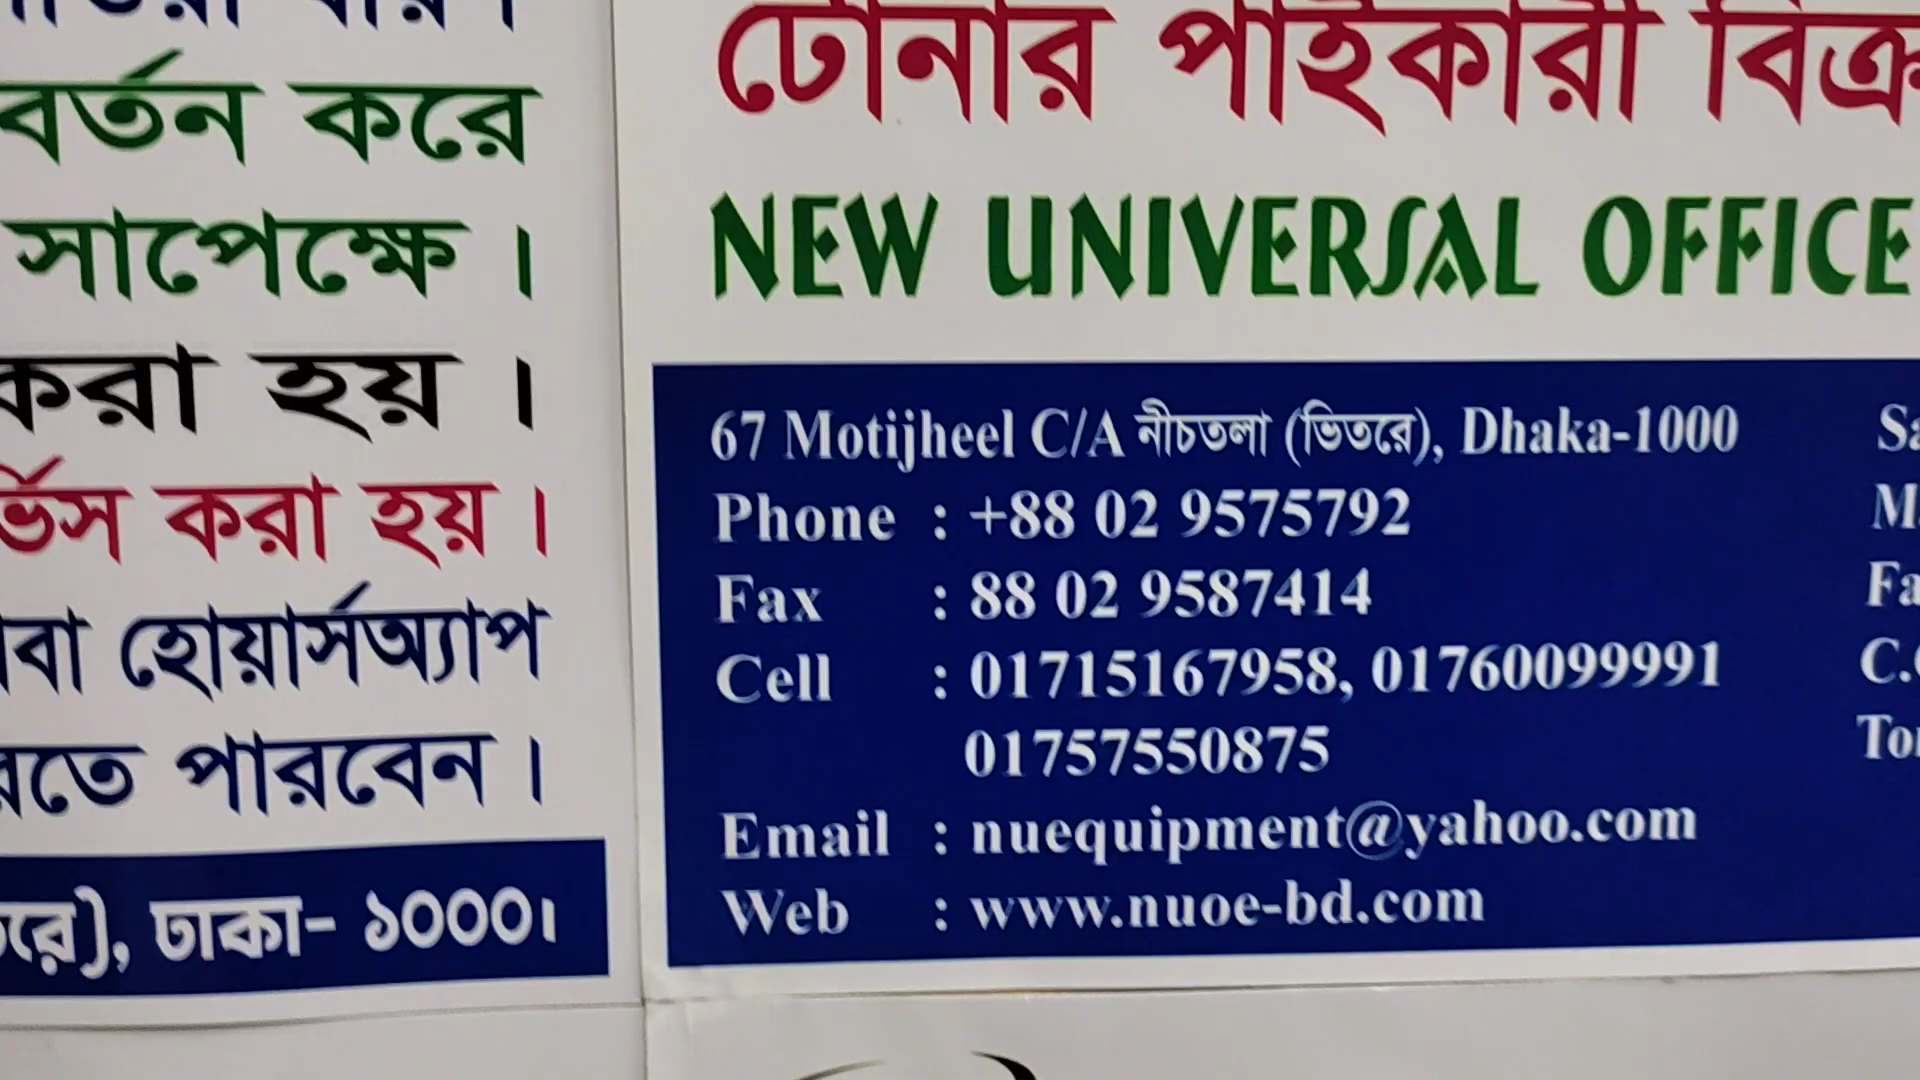 বর্তন করে
সাপেক্ষে ।
করা হয় ।
করা হয় ।
হোয়ার্সঅ্যাপ
পারবেন ।
ঢাকা- ১০০০।
টোনার পাইকারী
NEW UNIVERSAL OFFICE
67 Motijheel C/A নীচতলা (ভিতরে), Dhaka-1000
Phone : +88 02 9575792
Fax : 88 02 9587414
Cell : 01715167958, 01760099991
01757550875
Email : nuequipment@yahoo.com
Web : www.nuoe-bd.com